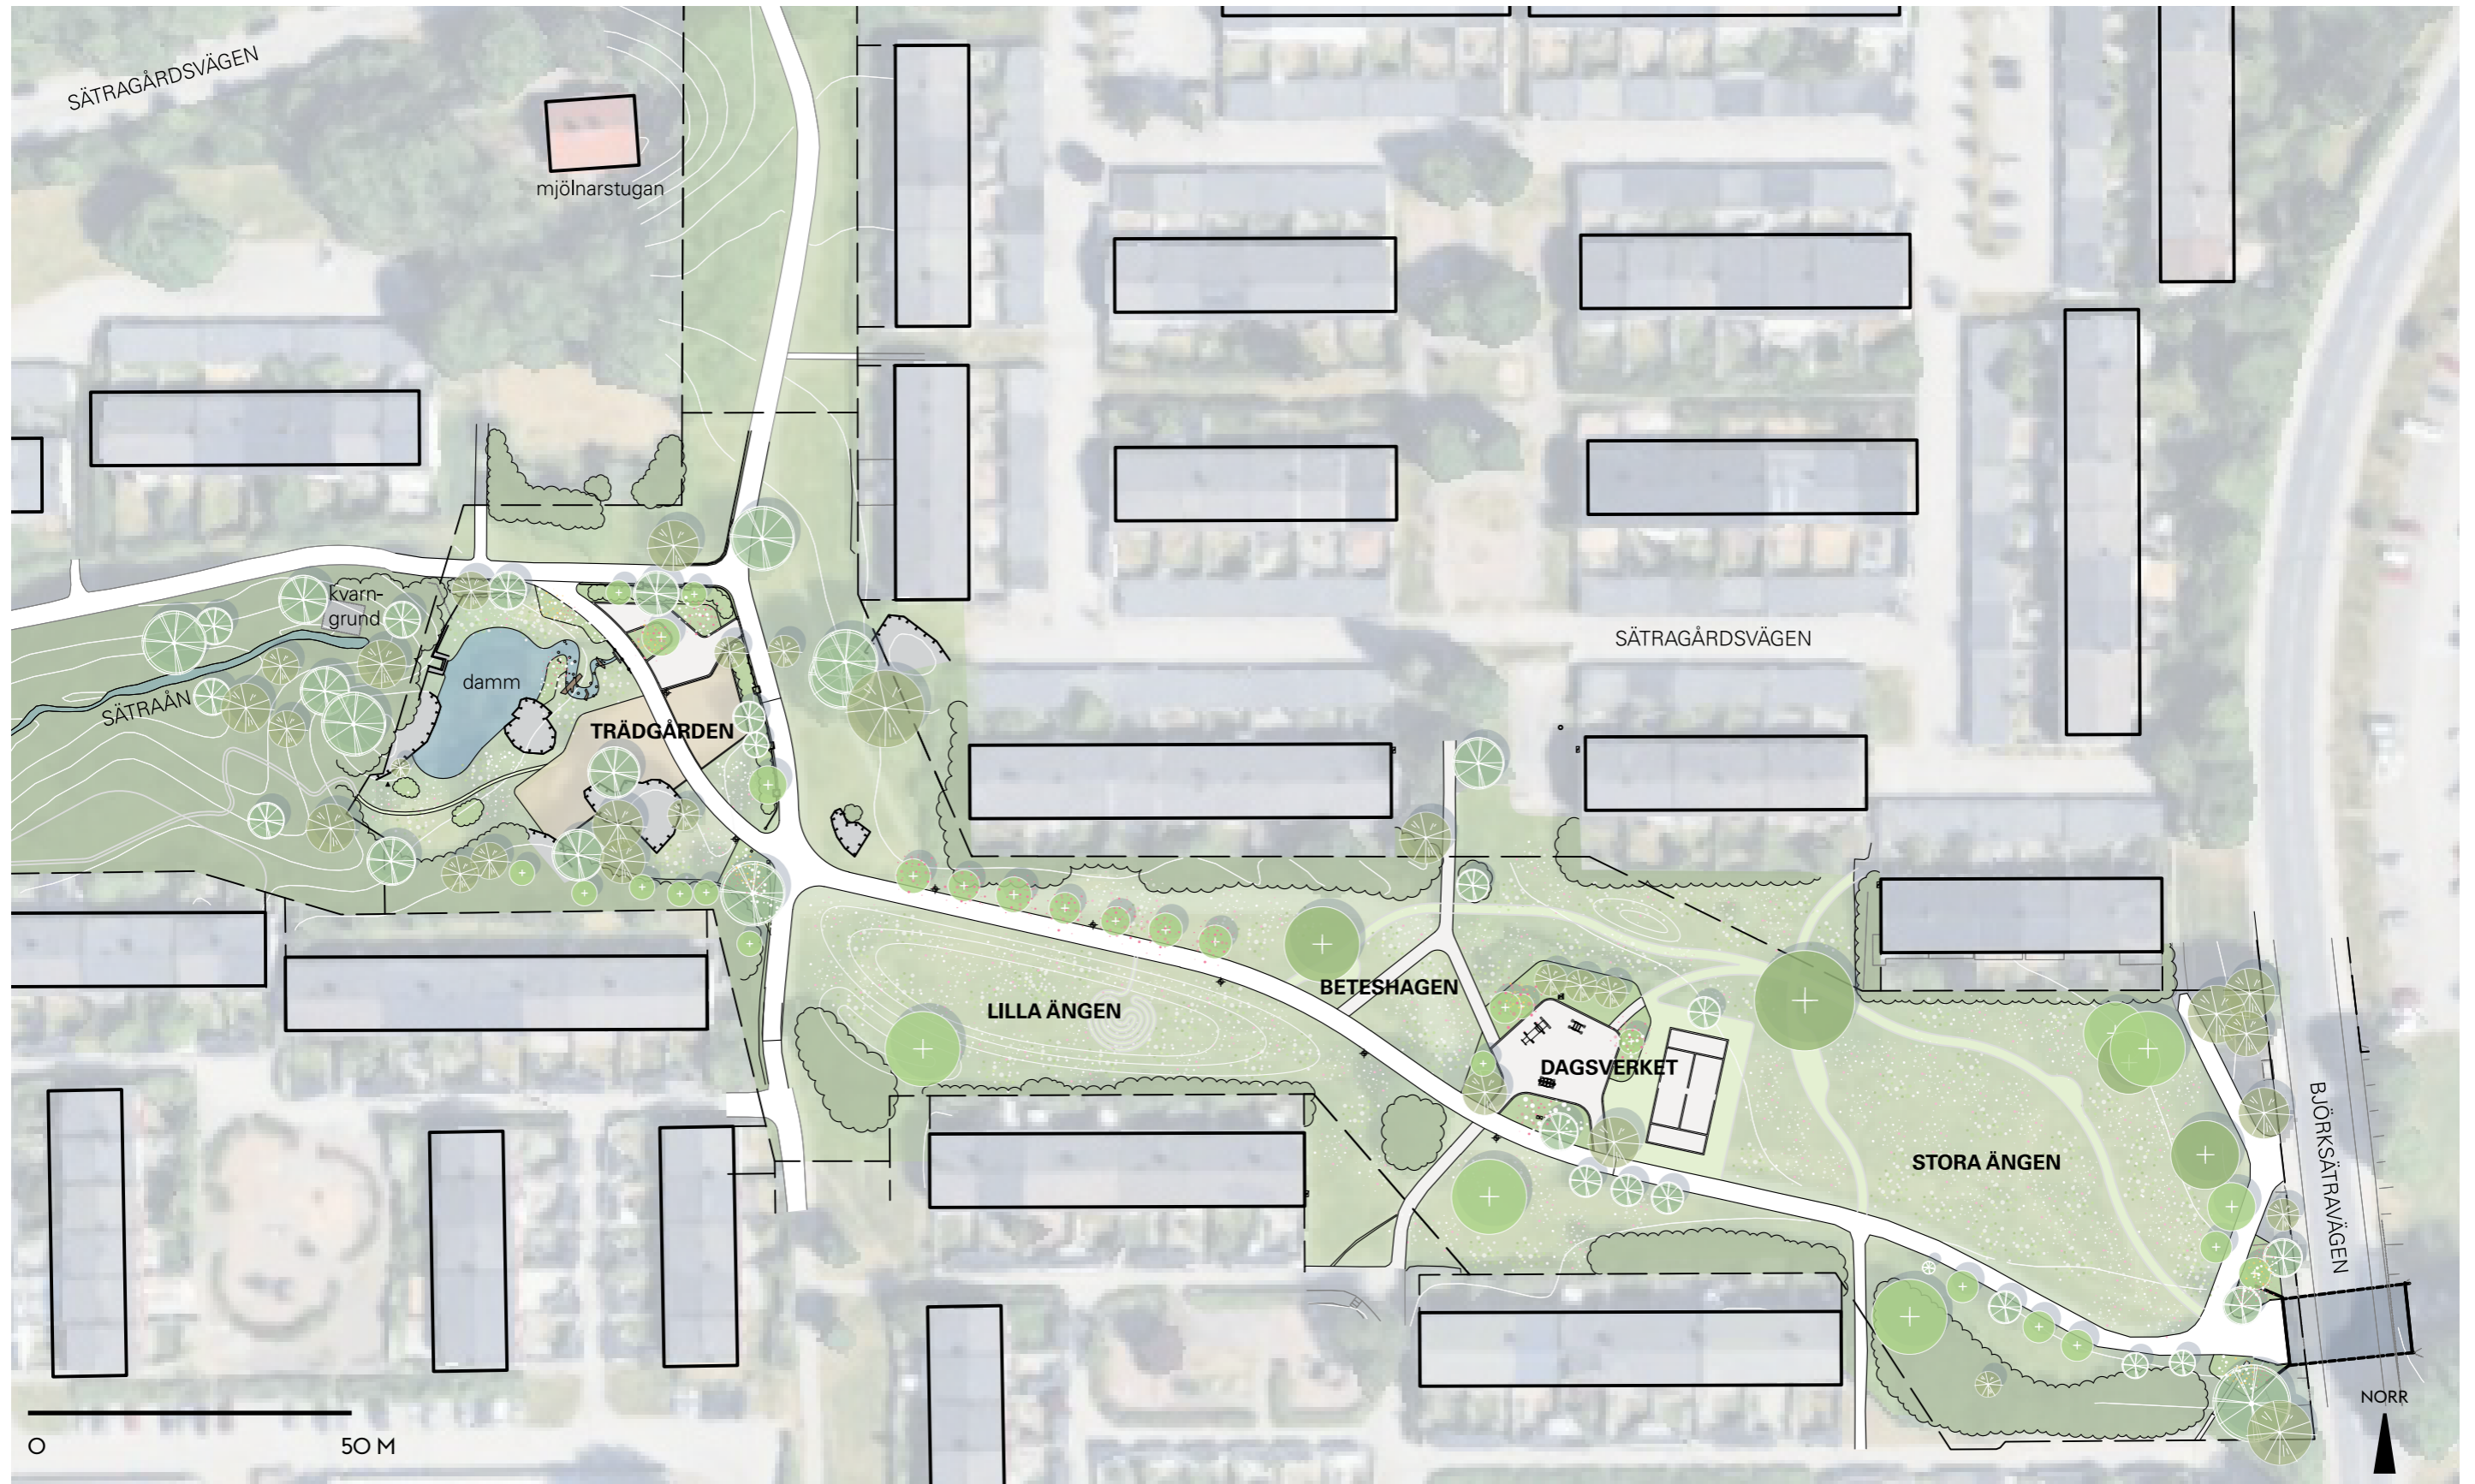 SÄTRAGÅRDSVÄGEN
mjölnarstugan
kvarn-
grund
SÄTRAGÅRDSVÄGEN
damm
SÄTRAÅN
TRÄDGÅRDEN
BETESHAGEN
LILLA ÄNGEN
DAGSVERKET
STORA ÄNGEN
BJÖRKSÄTRAVÄGEN
NORR
0 50 M